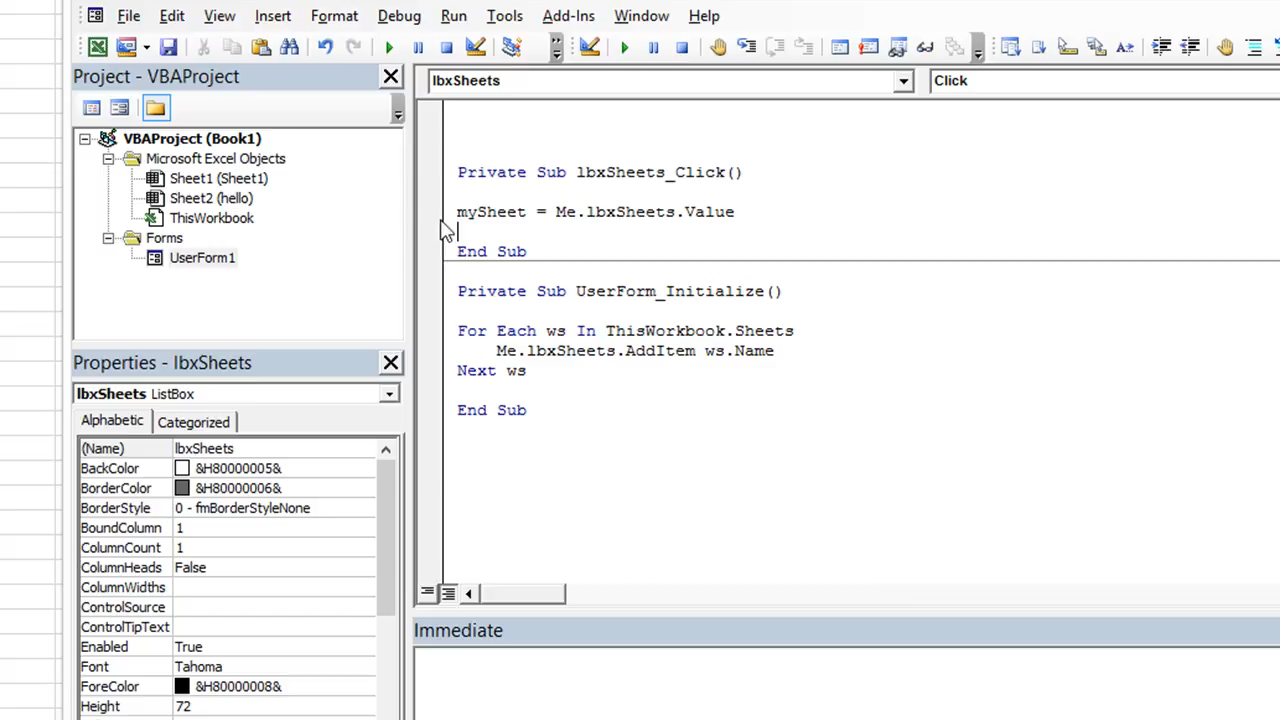 File Edit View Insert Format Debug Run Tools Add-Ins Window Help
Project - VBAProject
VBAProject (Book1)
Microsoft Excel Objects
Sheet1 (Sheet1)
Sheet2 (hello)
ThisWorkbook
Forms
UserForm1
Properties - lbxSheets
lbxSheets ListBox
Alphabetic Categorized
(Name) lbxSheets
BackColor &H80000005&
BorderColor &H80000006&
BorderStyle 0 - fmBorderStyleNone
BoundColumn 1
ColumnCount 1
ColumnHeads False
ColumnWidths
ControlSource
ControlTipText
Enabled True
Font Tahoma
ForeColor &H80000008&
Height 72
lbxSheets Click
Private Sub lbxSheets_Click()
mySheet = Me.lbxSheets.Value
End Sub
Private Sub UserForm_Initialize()
For Each ws In ThisWorkbook.Sheets
Me.lbxSheets.AddItem ws.Name
Next ws
End Sub
Immediate